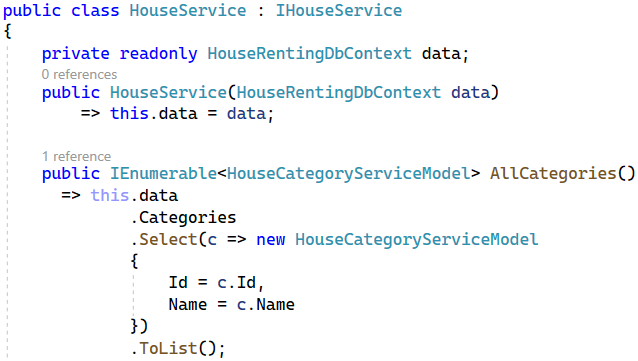 public class HouseService : IHouseService
{
private readonly HouseRentingDbContext data;
0 references
public HouseService(HouseRentingDbContext data)
=> this.data = data;
1 reference
public IEnumerable<HouseCategoryServiceModel> AllCategories()
=> this.data
.Categories
.Select(c => new HouseCategoryServiceModel
{
Id = c.Id,
Name = c.Name
})
.ToList();